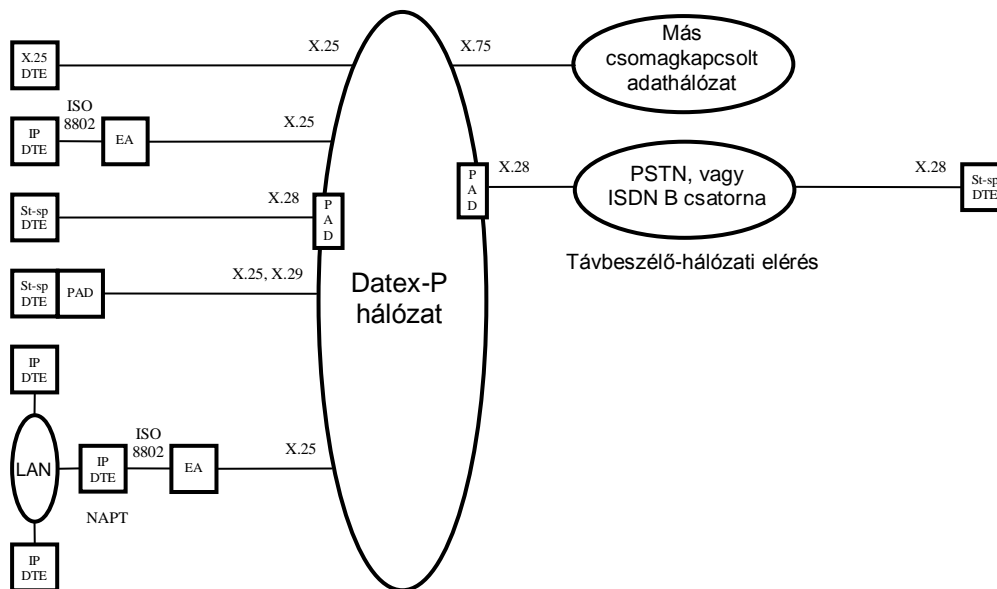 X.25
X.75
Más
csomagkapcsolt
adathálózat
X.25
DTE
ISO
8802
X.25
IP
DTE
EA
X.28
P
A
D
X.28
PSTN, vagy
ISDN B csatorna
X.28
St-sp
DTE
Távbeszélő-hálózati elérés
St-sp
DTE
X.28
P
A
D
St-sp
DTE
PAD
X.25, X.29
Datex-P
hálózat
IP
DTE
LAN
IP
DTE
ISO
8802
EA
X.25
NAPT
IP
DTE